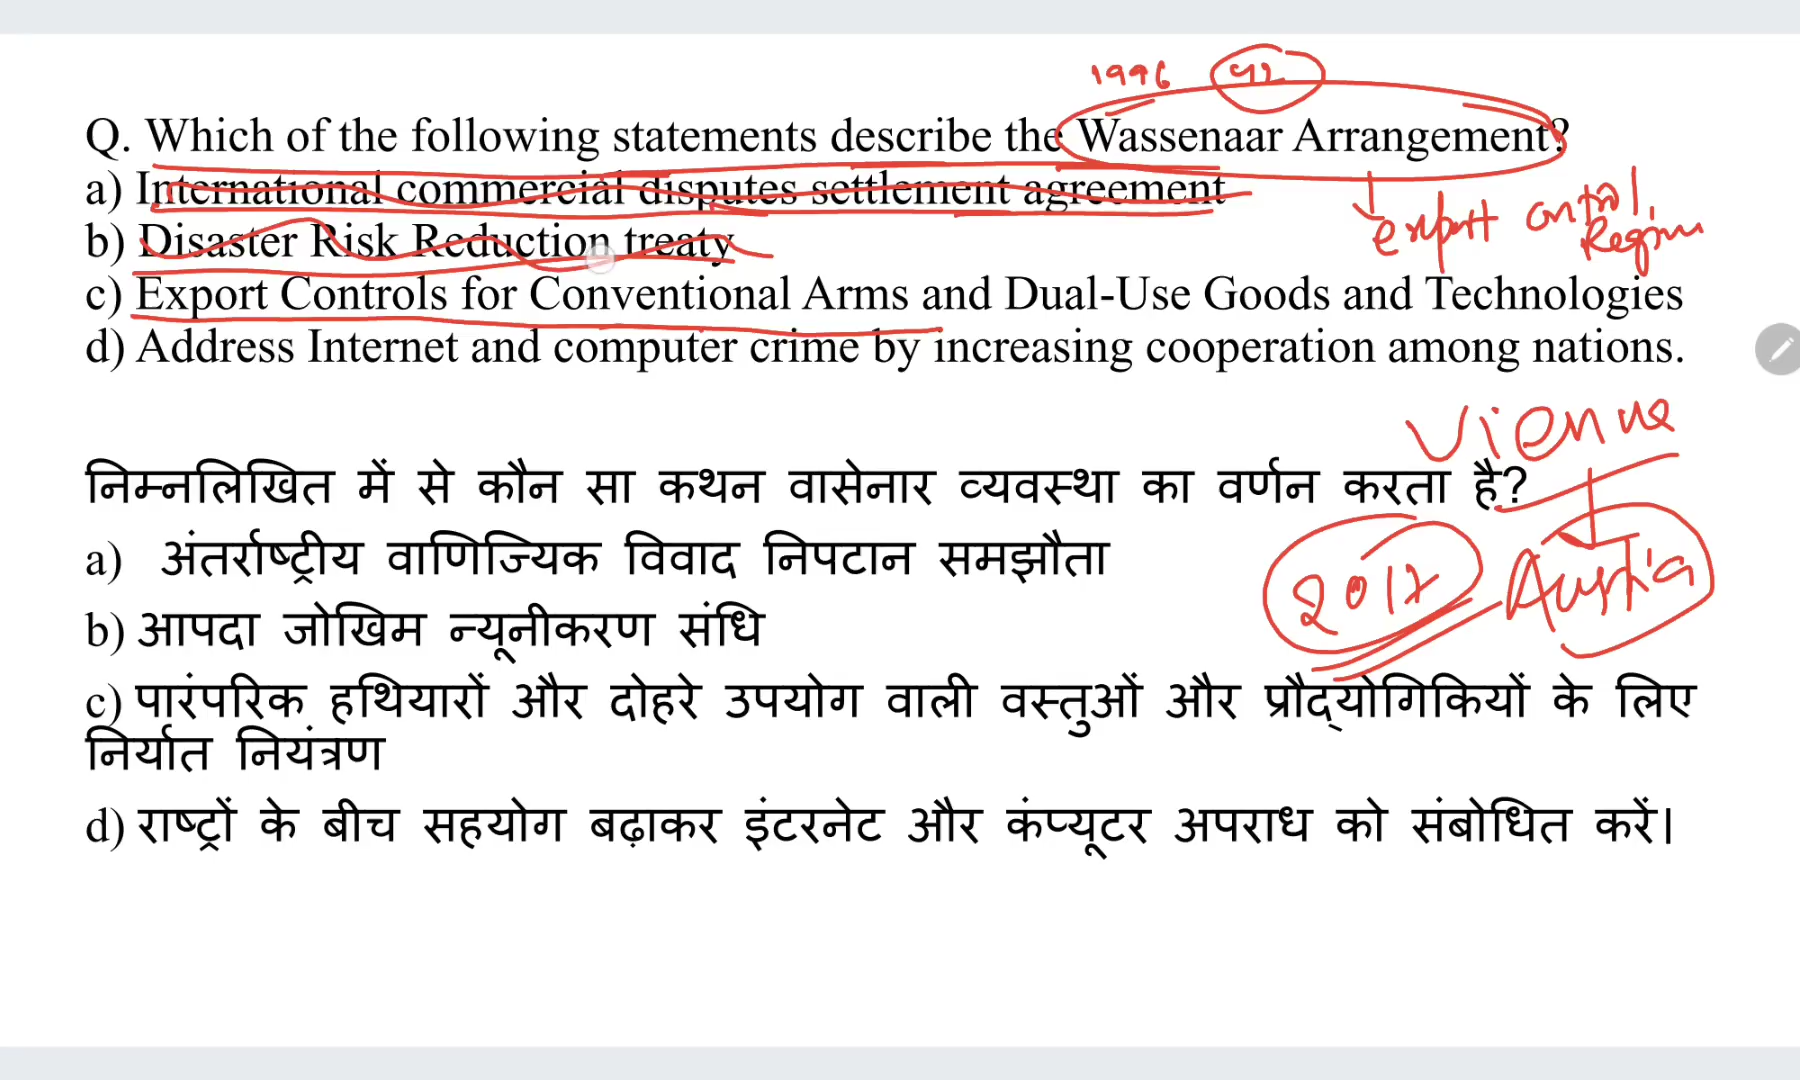 1996 42
Q. Which of the following statements describe the Wassenaar Arrangement?
a) International commercial disputes settlement agreement
export control
Regime
b) Disaster Risk Reduction treaty
c) Export Controls for Conventional Arms and Dual-Use Goods and Technologies
d) Address Internet and computer crime by increasing cooperation among nations.
Vienna
निम्नलिखित में से कौन सा कथन वासेनार व्यवस्था का वर्णन करता है?
a) अंतर्राष्ट्रीय वाणिज्यिक विवाद निपटान समझौता
2017 Austria
b) आपदा जोखिम न्यूनीकरण संधि
c) पारंपरिक हथियारों और दोहरे उपयोग वाली वस्तुओं और प्रौद्योगिकियों के लिए
निर्यात नियंत्रण
d) राष्ट्रों के बीच सहयोग बढ़ाकर इंटरनेट और कंप्यूटर अपराध को संबोधित करें।